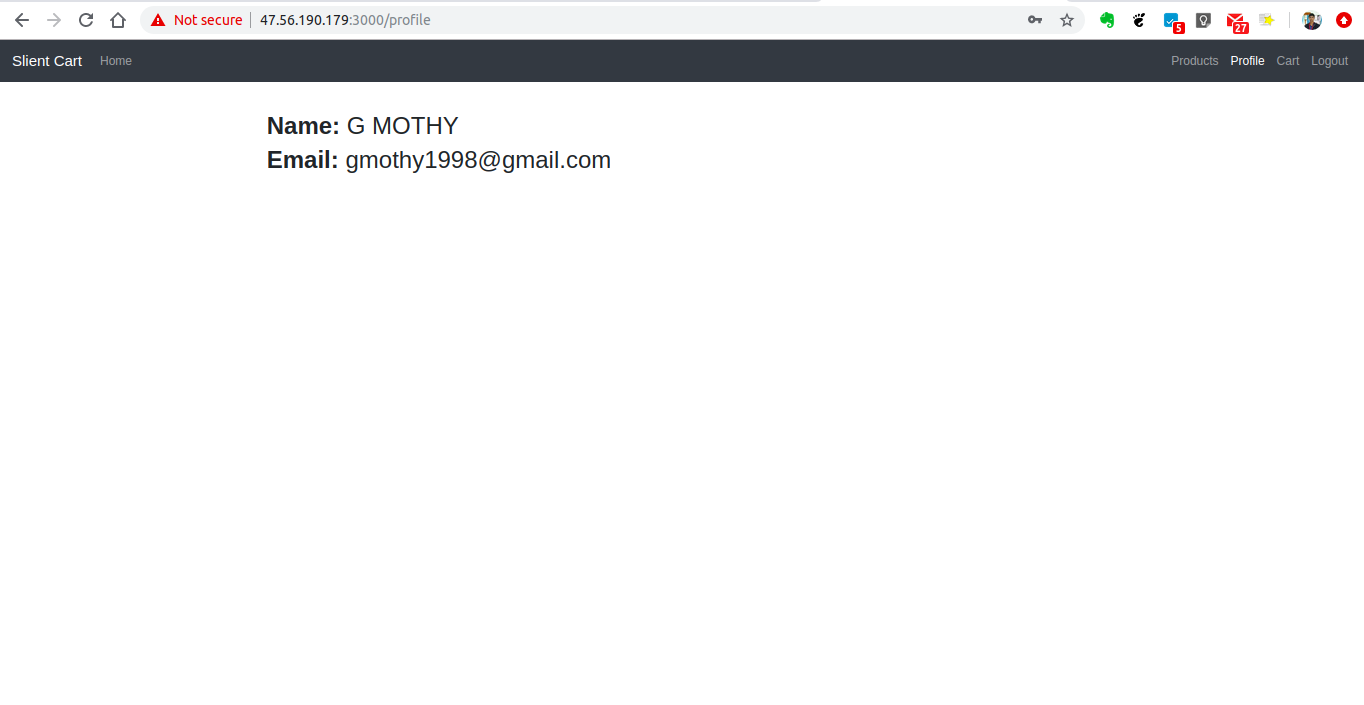 Not secure 47.56.190.179:3000/profile
5
27
Slient Cart Home Products Profile Cart Logout
Name: G MOTHY
Email: gmothy1998@gmail.com